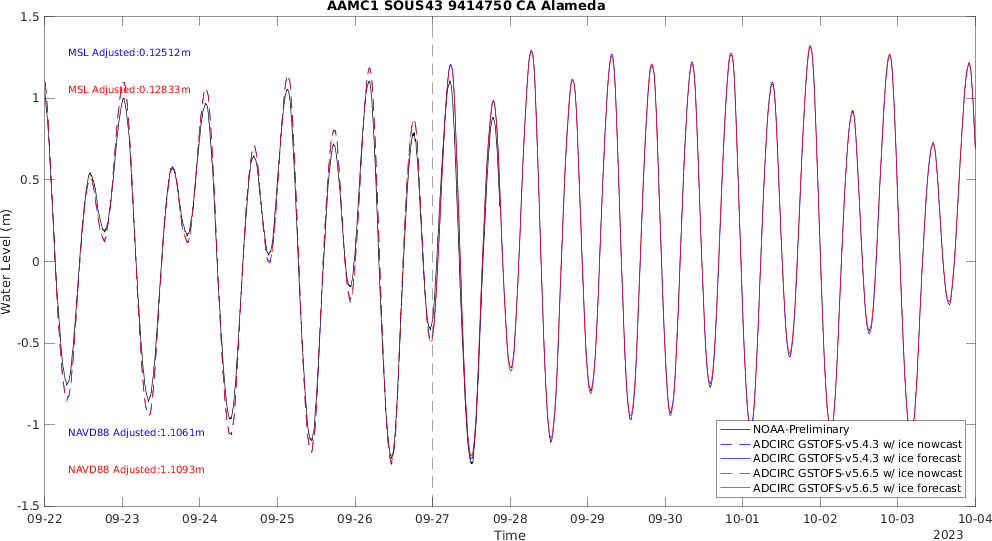 AAMC1 SOUS43 9414750 CA Alameda
1.5
1
0.5
0
-0.5
-1
-1.5
Water Level (m)
MSL Adjusted:0.12512m
MSL Adjusted:0.12833m
NAVD88 Adjusted:1.1061m
NAVD88 Adjusted:1.1093m
NOAA-Preliminary
ADCIRC GSTOFS-v5.4.3 w/ ice nowcast
ADCIRC GSTOFS-v5.4.3 w/ ice forecast
ADCIRC GSTOFS-v5.6.5 w/ ice nowcast
ADCIRC GSTOFS-v5.6.5 w/ ice forecast
09-22 09-23 09-24 09-25 09-26 09-27 09-28 09-29 09-30 10-01 10-02 10-03 10-04
Time
2023